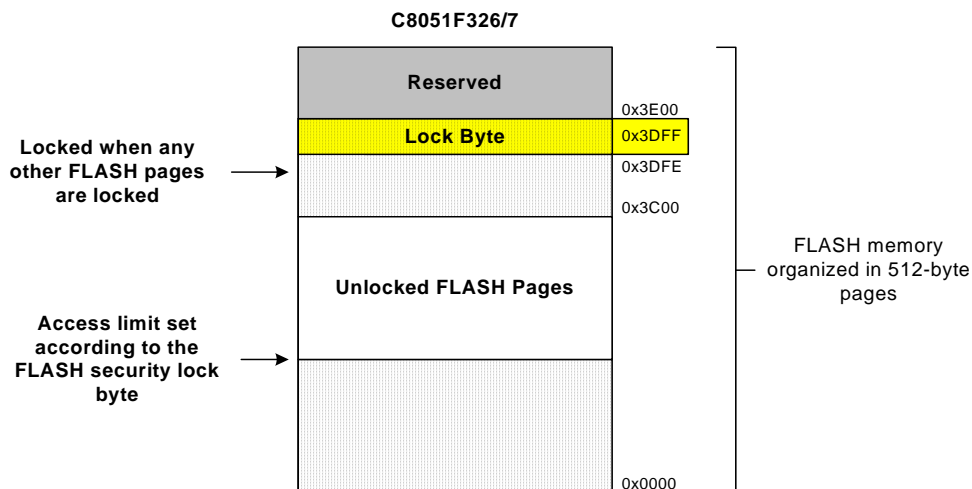 C8051F326/7
Reserved
0x3E00
Lock Byte
0x3DFF
Locked when any
other FLASH pages
are locked
0x3DFE
0x3C00
FLASH memory
organized in 512-byte
pages
Unlocked FLASH Pages
Access limit set
according to the
FLASH security lock
byte
0x0000